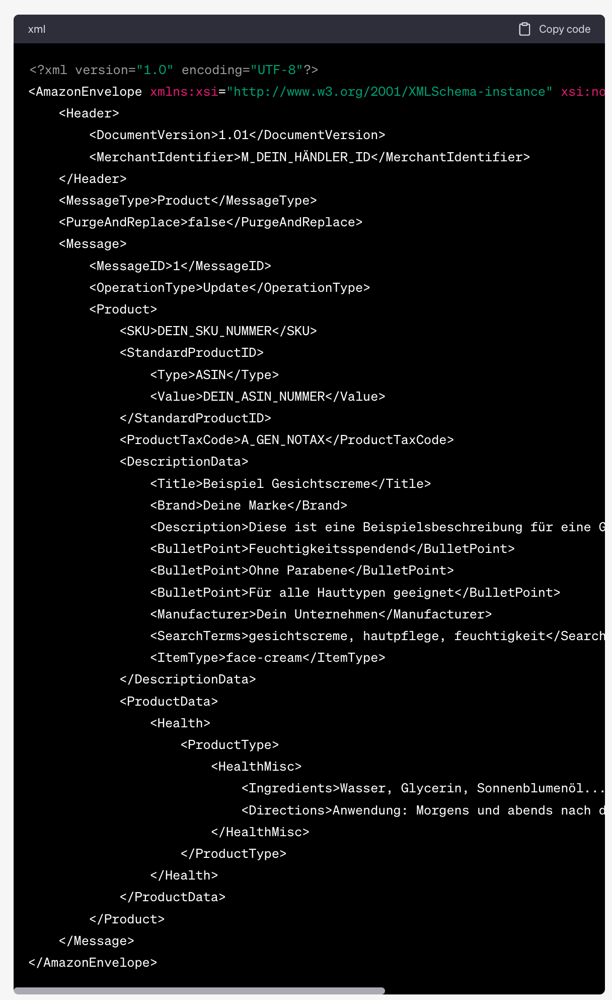 xml
Copy code
<?xml version="1.0" encoding="UTF-8"?>
<AmazonEnvelope xmlns:xsi="http://www.w3.org/2001/XMLSchema-instance" xsi:no
<Header>
<DocumentVersion>1.01</DocumentVersion>
<MerchantIdentifier>M_DEIN_HÄNDLER_ID</MerchantIdentifier>
</Header>
<MessageType>Product</MessageType>
<PurgeAndReplace>false</PurgeAndReplace>
<Message>
<MessageID>1</MessageID>
<OperationType>Update</OperationType>
<Product>
<SKU>DEIN_SKU_NUMMER</SKU>
<StandardProductID>
<Type>ASIN</Type>
<Value>DEIN_ASIN_NUMMER</Value>
</StandardProductID>
<ProductTaxCode>A_GEN_NOTAX</ProductTaxCode>
<DescriptionData>
<Title>Beispiel Gesichtscreme</Title>
<Brand>Deine Marke</Brand>
<Description>Diese ist eine Beispielsbeschreibung für eine G
<BulletPoint>Feuchtigkeitsspendend</BulletPoint>
<BulletPoint>Ohne Parabene</BulletPoint>
<BulletPoint>Für alle Hauttypen geeignet</BulletPoint>
<Manufacturer>Dein Unternehmen</Manufacturer>
<SearchTerms>gesichtscreme, hautpflege, feuchtigkeit</Search
<ItemType>face-cream</ItemType>
</DescriptionData>
<ProductData>
<Health>
<ProductType>
<HealthMisc>
<Ingredients>Wasser, Glycerin, Sonnenblumenöl...
<Directions>Anwendung: Morgens und abends nach d
</HealthMisc>
</ProductType>
</Health>
</ProductData>
</Product>
</Message>
</AmazonEnvelope>